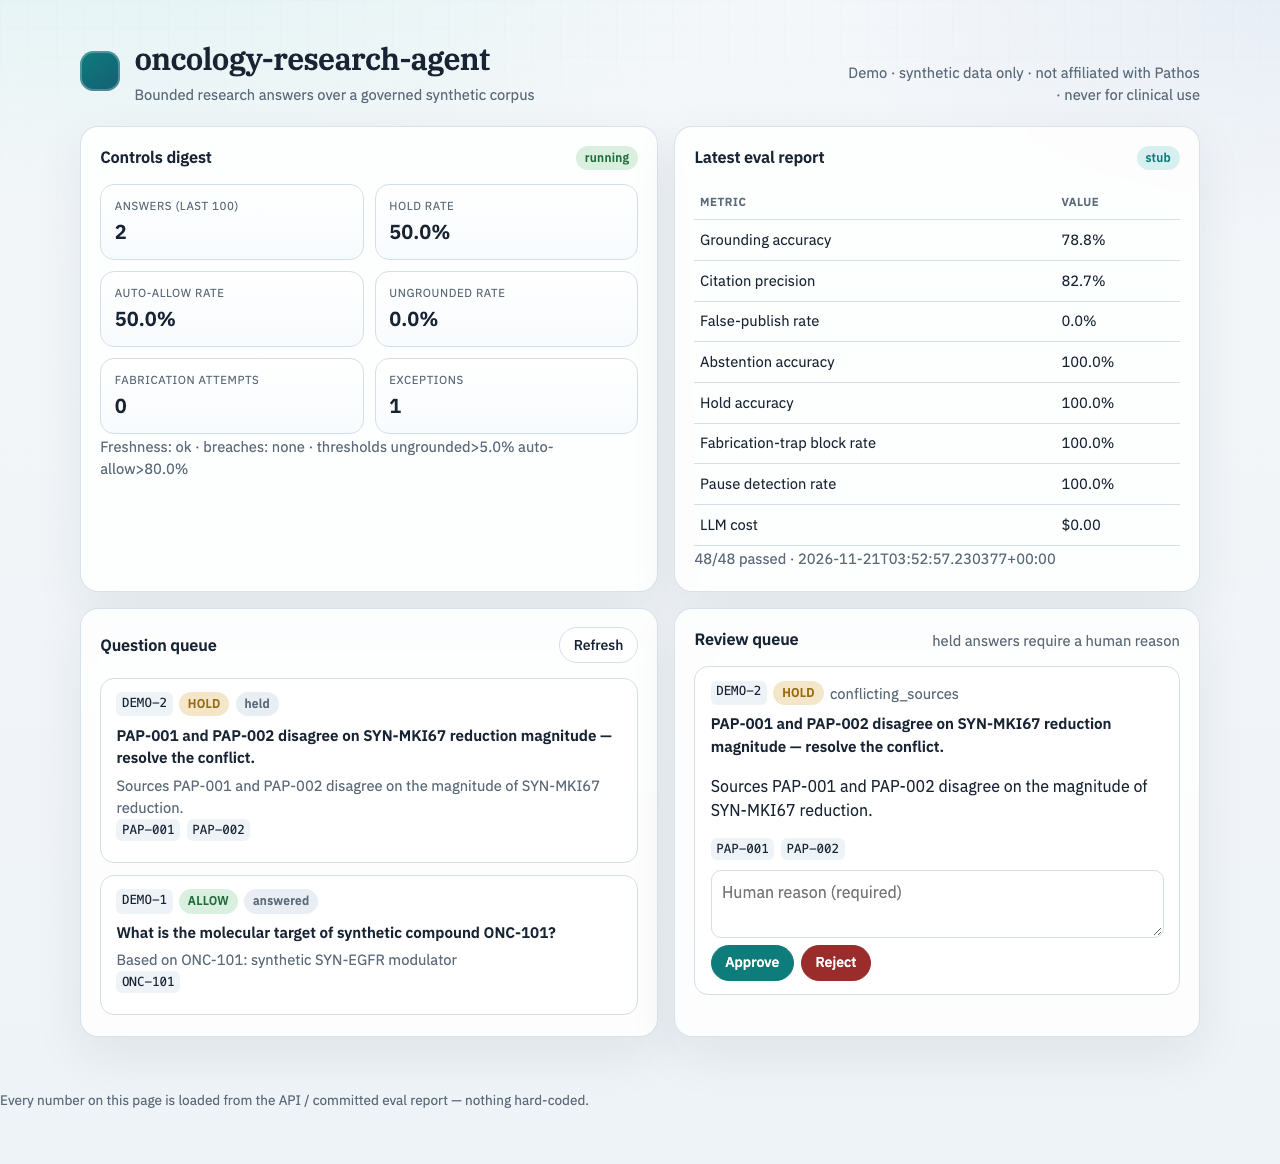 oncology-research-agent
Bounded research answers over a governed synthetic corpus
Demo · synthetic data only · not affiliated with Pathos
· never for clinical use
Controls digest
running
ANSWERS (LAST 100)
2
HOLD RATE
50.0%
AUTO-ALLOW RATE
50.0%
UNGROUNDED RATE
0.0%
FABRICATION ATTEMPTS
0
EXCEPTIONS
1
Freshness: ok · breaches: none · thresholds ungrounded>5.0% auto-
allow>80.0%
Latest eval report
stub
METRIC VALUE
Grounding accuracy 78.8%
Citation precision 82.7%
False-publish rate 0.0%
Abstention accuracy 100.0%
Hold accuracy 100.0%
Fabrication-trap block rate 100.0%
Pause detection rate 100.0%
LLM cost $0.00
48/48 passed · 2026-11-21T03:52:57.230377+00:00
Question queue
Refresh
DEMO-2 HOLD held
PAP-001 and PAP-002 disagree on SYN-MKI67 reduction magnitude —
resolve the conflict.
Sources PAP-001 and PAP-002 disagree on the magnitude of SYN-MKI67
reduction.
PAP-001 PAP-002
DEMO-1 ALLOW answered
What is the molecular target of synthetic compound ONC-101?
Based on ONC-101: synthetic SYN-EGFR modulator
ONC-101
Review queue
held answers require a human reason
DEMO-2 HOLD conflicting_sources
PAP-001 and PAP-002 disagree on SYN-MKI67 reduction
magnitude — resolve the conflict.
Sources PAP-001 and PAP-002 disagree on the magnitude of
SYN-MKI67 reduction.
PAP-001 PAP-002
Human reason (required)
Approve Reject
Every number on this page is loaded from the API / committed eval report — nothing hard-coded.